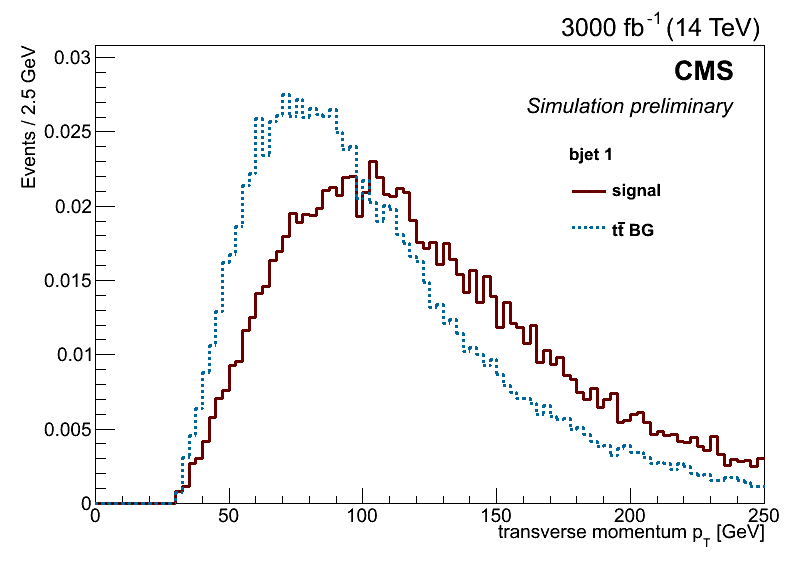 3000 fb⁻¹ (14 TeV)
Events / 2.5 GeV
CMS
Simulation preliminary
bjet 1
signal
tt̄ BG
0.03
0.025
0.02
0.015
0.01
0.005
0
0 50 100 150 200 250
transverse momentum p_T [GeV]